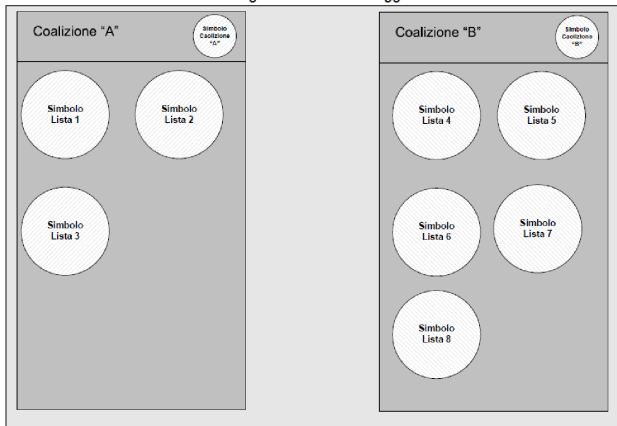 Coalizione "A"
Simbolo
Coalizione
"A"
Simbolo
Lista 1
Simbolo
Lista 2
Simbolo
Lista 3
Coalizione "B"
Simbolo
Coalizione
"B"
Simbolo
Lista 4
Simbolo
Lista 5
Simbolo
Lista 6
Simbolo
Lista 7
Simbolo
Lista 8